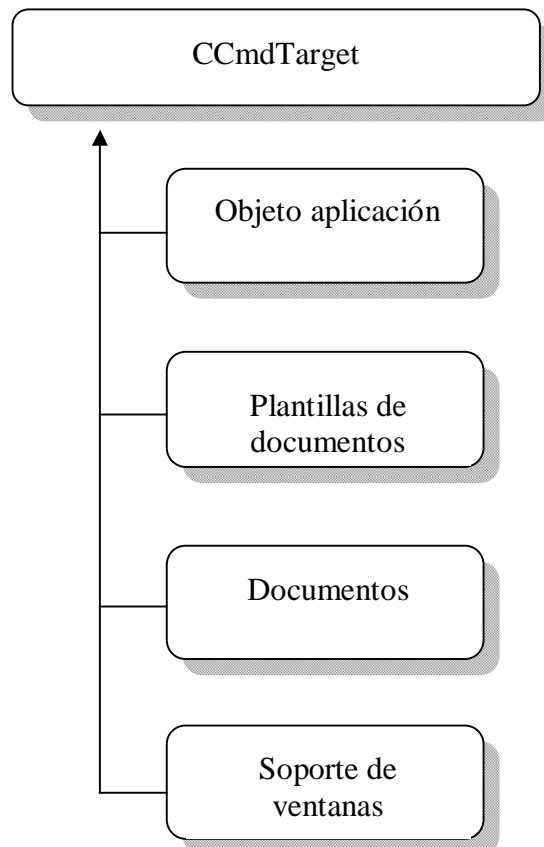 CCmdTarget
Objeto aplicación
Plantillas de
documentos
Documentos
Soporte de
ventanas